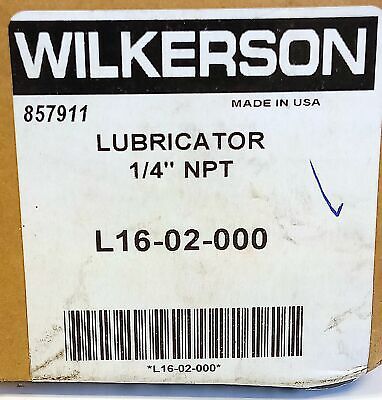 WILKERSON
857911
MADE IN USA
LUBRICATOR
1/4" NPT
L16-02-000
*L16-02-000*